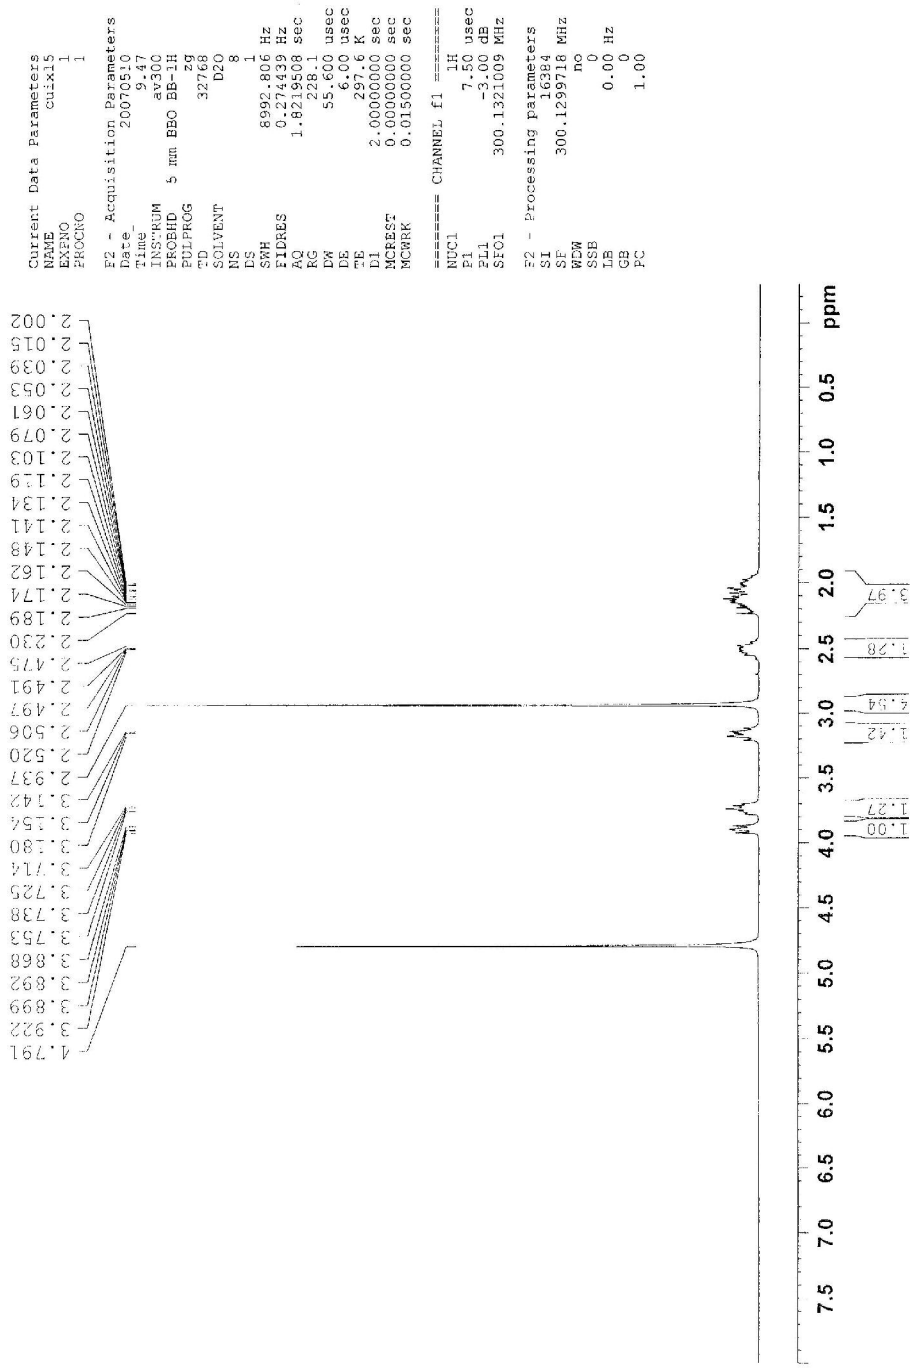 Current Data Parameters
NAME cuix15
EXPNO 1
PROCNO 1
F2 - Acquisition Parameters
Date_ 20070510
Time 9.47
INSTRUM av300
PROBHD 5 mm BBO BB-1H
PULPROG zg
TD 32768
SOLVENT D2O
NS 8
DS 1
SWH 8992.806 Hz
FIDRES 0.274439 Hz
AQ 1.8219508 sec
RG 228.1
DW 55.600 usec
DE 6.00 usec
TE 297.6 K
D1 2.00000000 sec
MCREST 0.00000000 sec
MCWRK 0.01500000 sec
======== CHANNEL f1 ========
NUC1 1H
P1 7.50 usec
PL1 -3.00 dB
SFO1 300.1321009 MHz
F2 - Processing parameters
SI 16384
SF 300.1299718 MHz
WDW no
SSB 0
LB 0.00 Hz
GB 0
PC 1.00
2.002
2.015
2.039
2.053
2.061
2.079
2.103
2.119
2.134
2.141
2.148
2.162
2.174
2.189
2.230
2.475
2.491
2.497
2.506
2.520
2.937
3.142
3.154
3.180
3.714
3.725
3.738
3.753
3.868
3.892
3.899
3.922
4.791
7.5 7.0 6.5 6.0 5.5 5.0 4.5 4.0 3.5 3.0 2.5 2.0 1.5 1.0 0.5 ppm
1.00
1.27
1.42
4.54
1.28
3.97